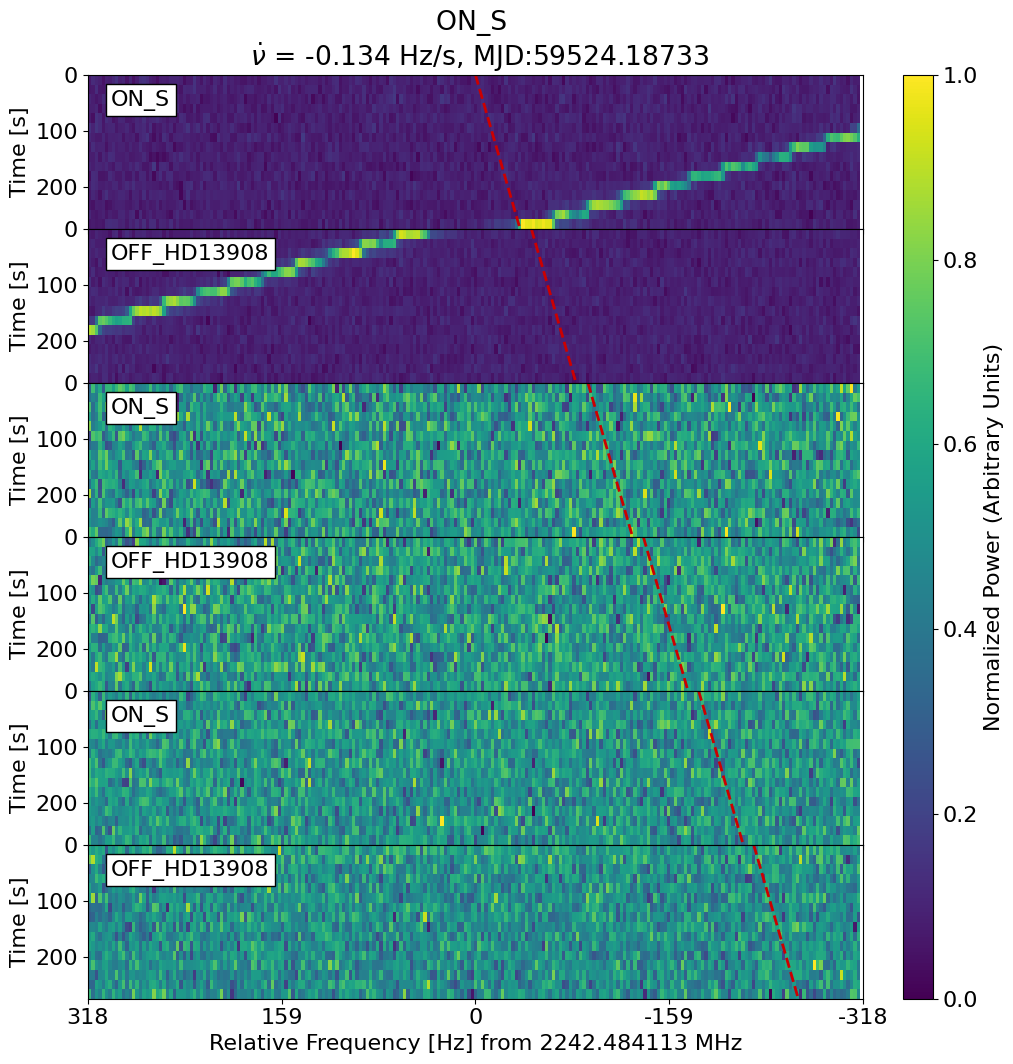 ON_S
ν̇ = -0.134 Hz/s, MJD:59524.18733
0
100
200
Time [s]
ON_S
0
100
200
Time [s]
OFF_HD13908
0
100
200
Time [s]
ON_S
0
100
200
Time [s]
OFF_HD13908
0
100
200
Time [s]
ON_S
0
100
200
Time [s]
OFF_HD13908
318 159 0 -159 -318
Relative Frequency [Hz] from 2242.484113 MHz
1.0
0.8
0.6
0.4
0.2
0.0
Normalized Power (Arbitrary Units)